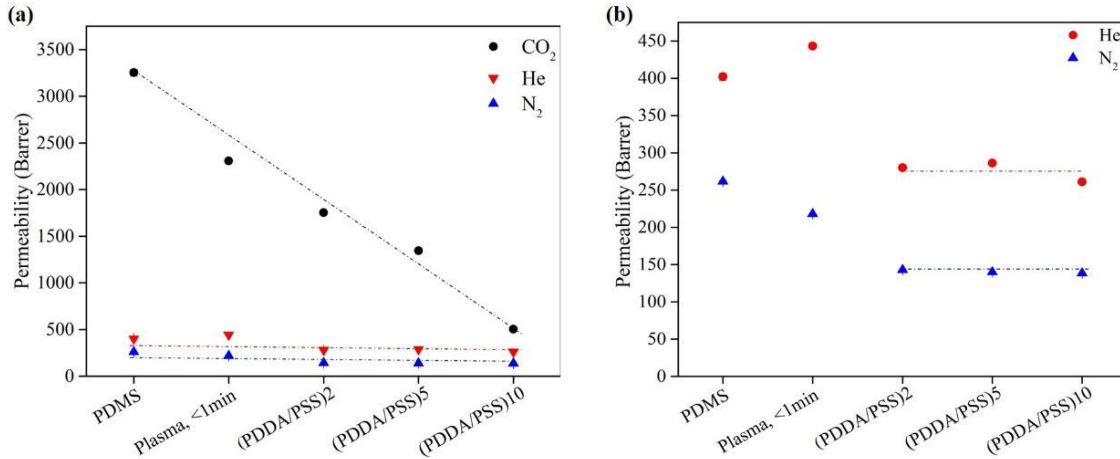 (a)
3500
3000
2500
2000
1500
1000
500
0
Permeability (Barrer)
CO₂
He
N₂
PDMS
Plasma, <1min
(PDDA/PSS)2
(PDDA/PSS)5
(PDDA/PSS)10
(b)
450
400
350
300
250
200
150
100
50
0
Permeability (Barrer)
He
N₂
PDMS
Plasma, <1min
(PDDA/PSS)2
(PDDA/PSS)5
(PDDA/PSS)10